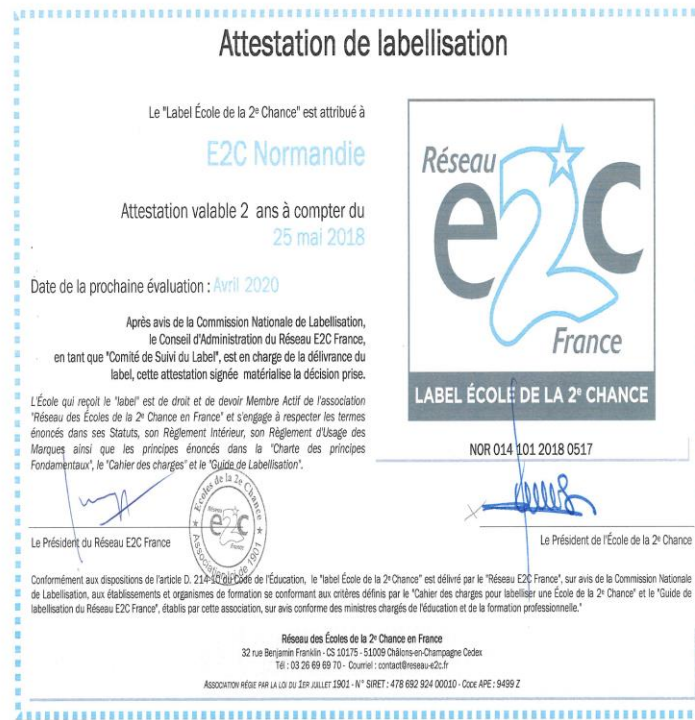 Attestation de labellisation
Le "Label École de la 2e Chance" est attribué à
E2C Normandie
Attestation valable 2 ans à compter du
25 mai 2018
Date de la prochaine évaluation : Avril 2020
Après avis de la Commission Nationale de Labellisation,
le Conseil d'Administration du Réseau E2C France,
en tant que "Comité de Suivi du Label", est en charge de la délivrance du
label, cette attestation signée matérialise la décision prise.
L'École qui reçoit le "label" est de droit et de devoir Membre Actif de l'association
"Réseau des Écoles de la 2e Chance en France" et s'engage à respecter les termes
énoncés dans ses Statuts, son Règlement Intérieur, son Règlement d'Usage des
Marques ainsi que les principes énoncés dans la "Charte des principes
Fondamentaux", le "Cahier des charges" et le "Guide de Labellisation".
Réseau
e2c
France
LABEL ÉCOLE DE LA 2e CHANCE
NOR 014 101 2018 0517
Écoles de la 2e Chance
Réseau
e2c
France
Association loi de 1901
Le Président du Réseau E2C France
Le Président de l'École de la 2e Chance
Conformément aux dispositions de l'article D. 214-10 du Code de l'Éducation, le "label École de la 2e Chance" est délivré par le "Réseau E2C France", sur avis de la Commission Nationale
de Labellisation, aux établissements et organismes de formation se conformant aux critères définis par le "Cahier des charges pour labelliser une École de la 2e Chance" et le "Guide de
labellisation du Réseau E2C France", établis par cette association, sur avis conforme des ministres chargés de l'éducation et de la formation professionnelle."
Réseau des Écoles de la 2e Chance en France
32 rue Benjamin Franklin - CS 10175 - 51009 Châlons-en-Champagne Cedex
Tél : 03 26 69 69 70 - Courriel : contact@reseau-e2c.fr
ASSOCIATION RÉGIE PAR LA LOI DU 1ER JUILLET 1901 - N° SIRET : 478 692 924 00010 - CODE APE : 9499 Z